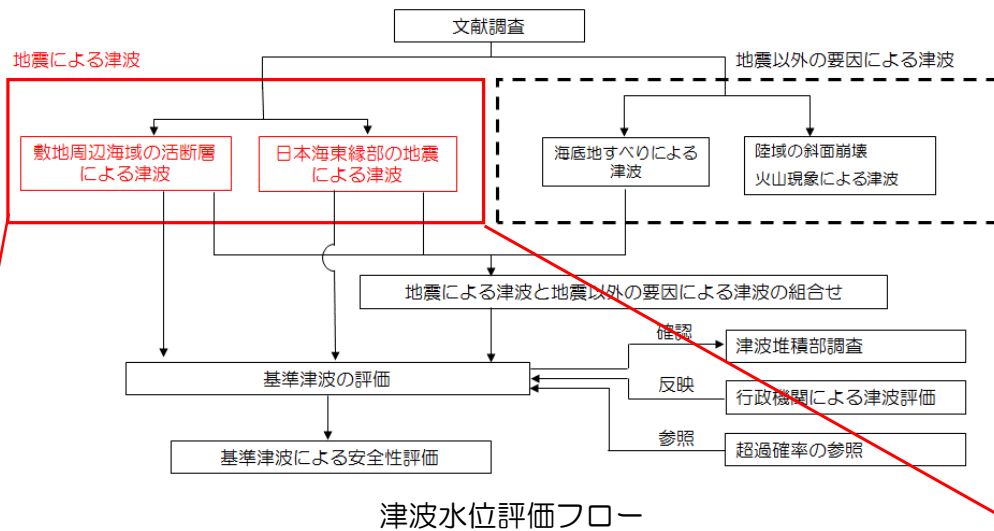 文献調査
地震による津波
地震以外の要因による津波
敷地周辺海域の活断層
による津波
日本海東縁部の地震
による津波
海底地すべりによる
津波
陸域の斜面崩壊
火山現象による津波
地震による津波と地震以外の要因による津波の組合せ
確認
津波堆積部調査
基準津波の評価
反映
行政機関による津波評価
参照
超過確率の参照
基準津波による安全性評価
津波水位評価フロー